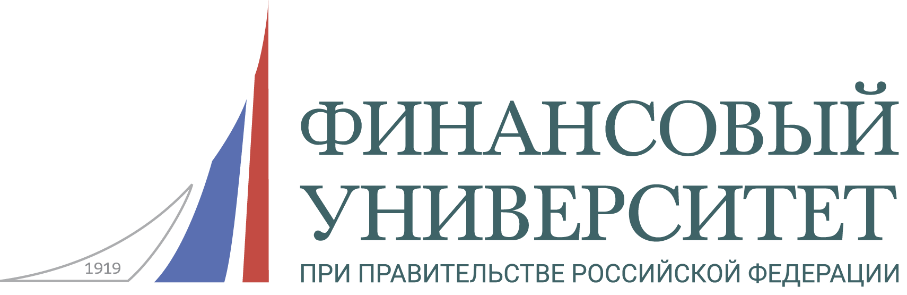 ФИНАНСОВЫЙ
УНИВЕРСИТЕТ
ПРИ ПРАВИТЕЛЬСТВЕ РОССИЙСКОЙ ФЕДЕРАЦИИ
1919